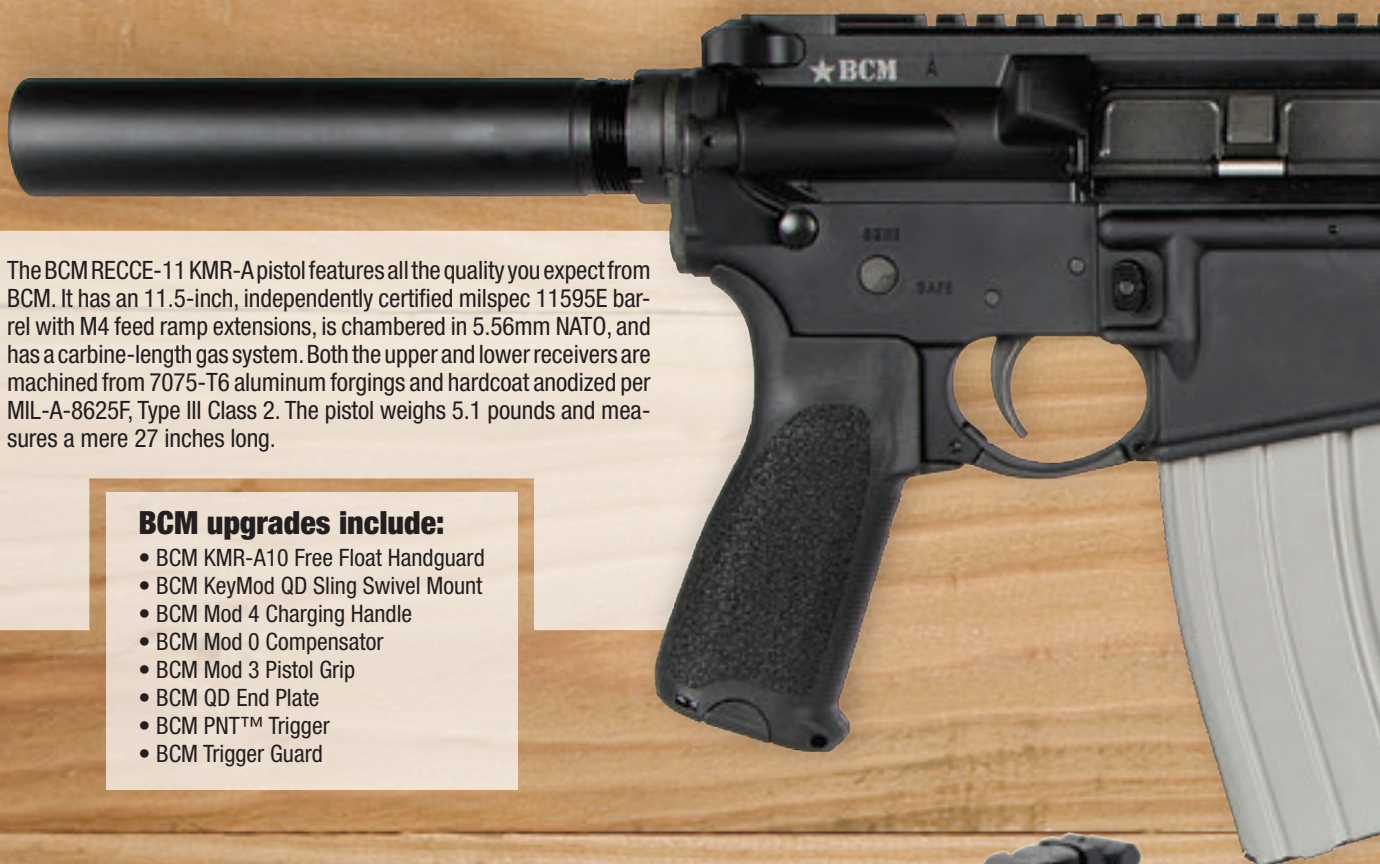 ★BCM A
SAFE
The BCM RECCE-11 KMR-A pistol features all the quality you expect from
BCM. It has an 11.5-inch, independently certified milspec 11595E bar-
rel with M4 feed ramp extensions, is chambered in 5.56mm NATO, and
has a carbine-length gas system. Both the upper and lower receivers are
machined from 7075-T6 aluminum forgings and hardcoat anodized per
MIL-A-8625F, Type III Class 2. The pistol weighs 5.1 pounds and mea-
sures a mere 27 inches long.
BCM upgrades include:
• BCM KMR-A10 Free Float Handguard
• BCM KeyMod QD Sling Swivel Mount
• BCM Mod 4 Charging Handle
• BCM Mod 0 Compensator
• BCM Mod 3 Pistol Grip
• BCM QD End Plate
• BCM PNT™ Trigger
• BCM Trigger Guard